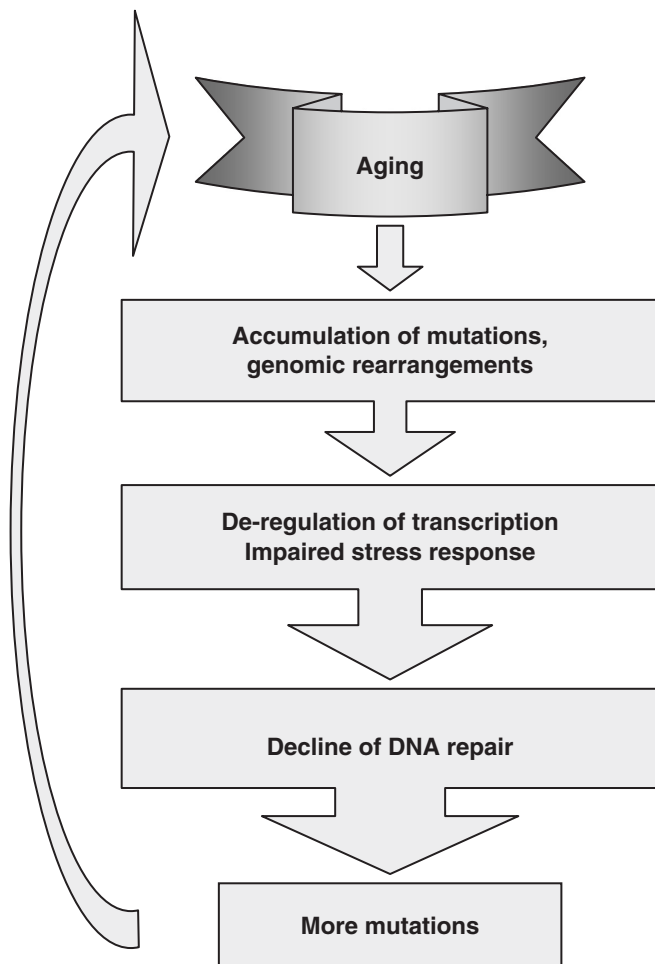 Aging
Accumulation of mutations,
genomic rearrangements
De-regulation of transcription
Impaired stress response
Decline of DNA repair
More mutations